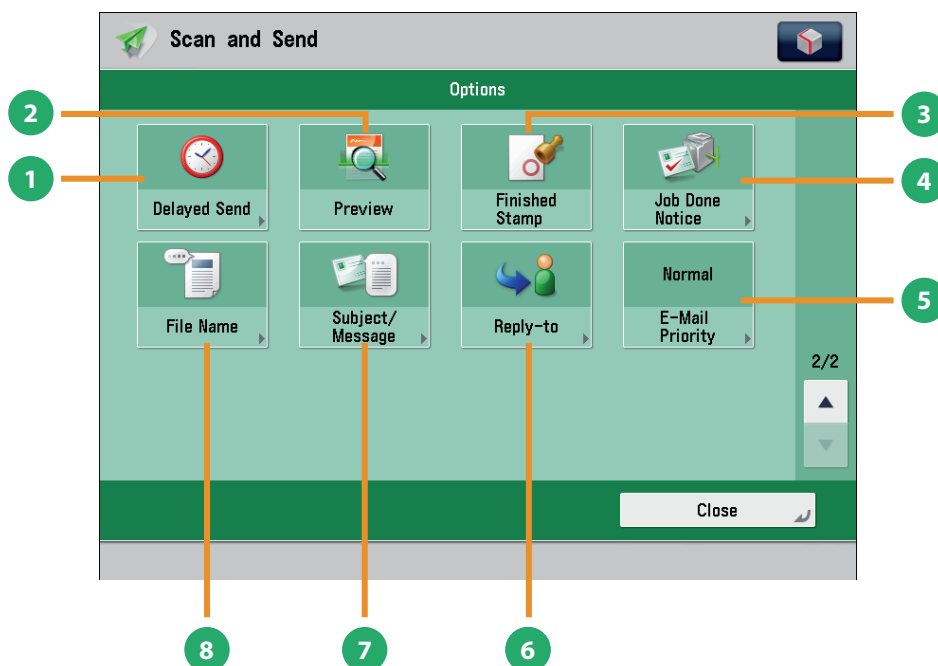 Scan and Send
Options
2
3
1
4
Delayed Send
Preview
Finished
Stamp
Job Done
Notice
Normal
5
File Name
Subject/
Message
Reply-to
E-Mail
Priority
2/2
Close
8
7
6